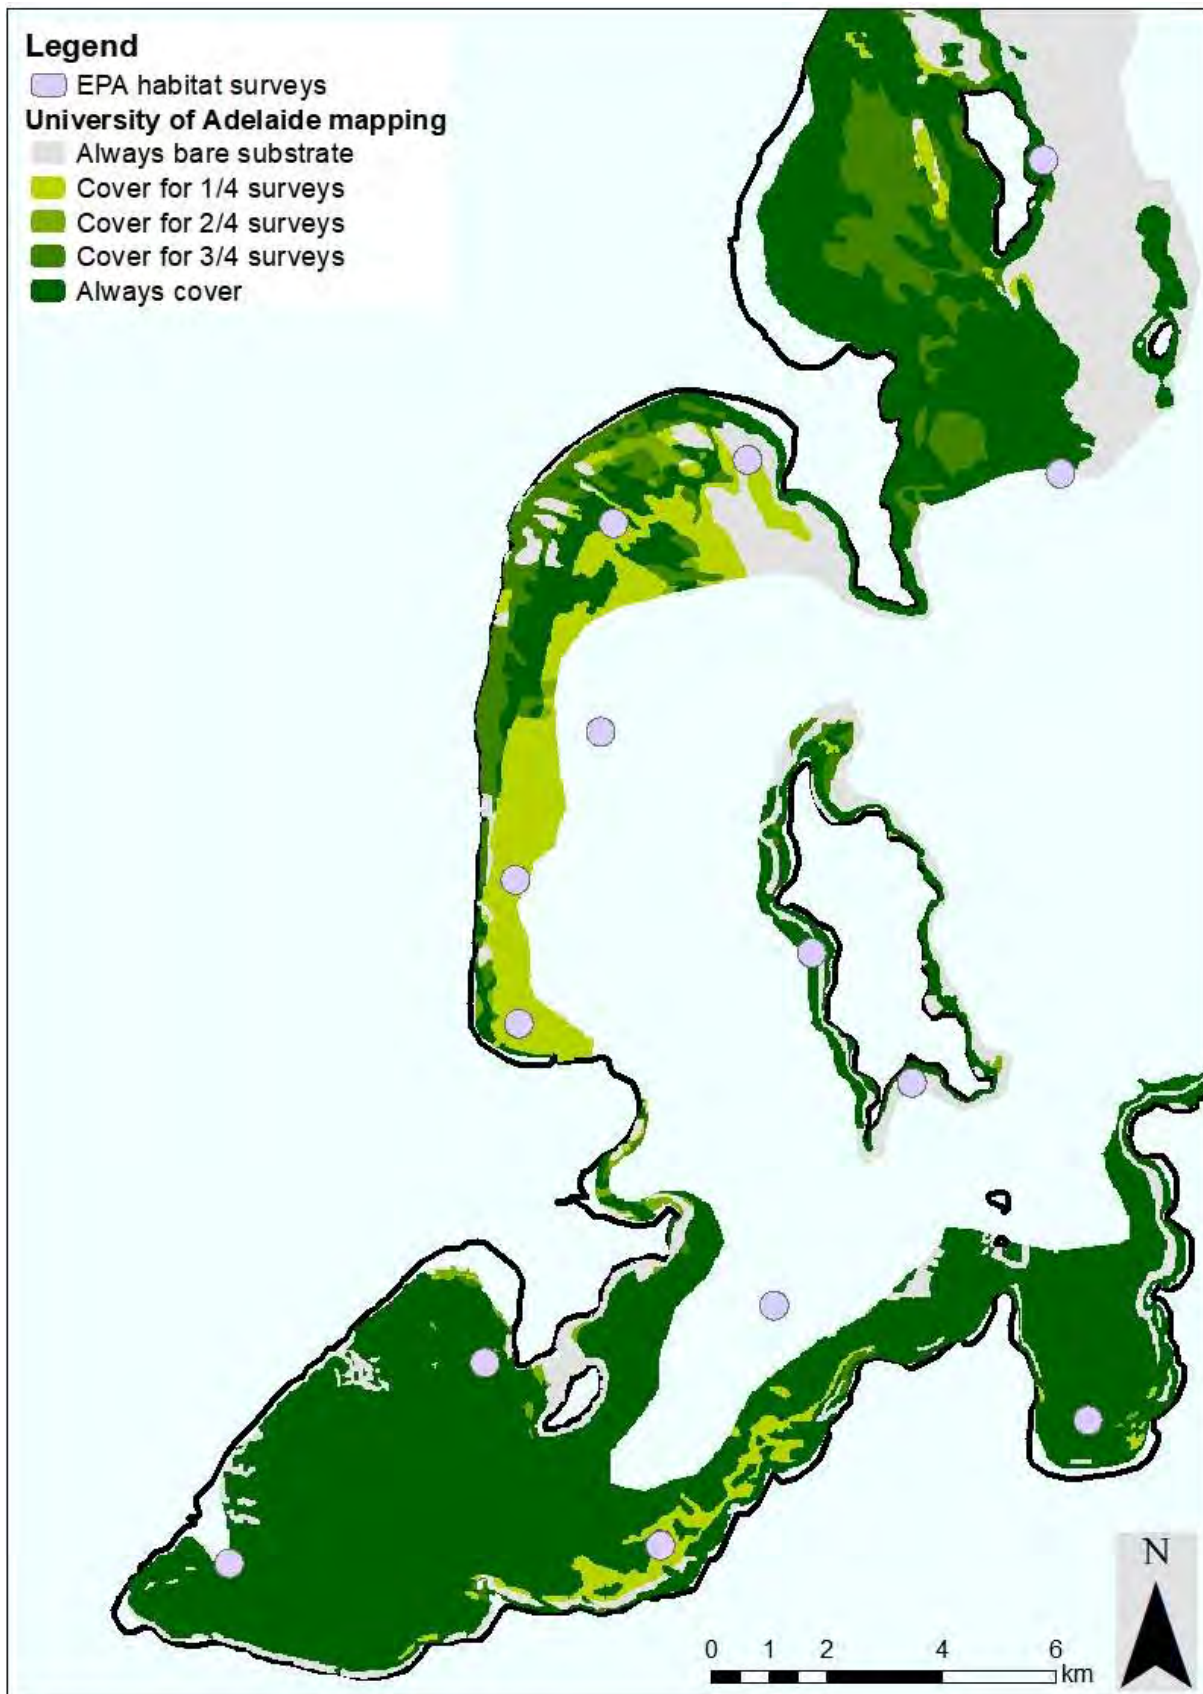 Legend
EPA habitat surveys
University of Adelaide mapping
Always bare substrate
Cover for 1/4 surveys
Cover for 2/4 surveys
Cover for 3/4 surveys
Always cover
N
0 1 2 4 6
km